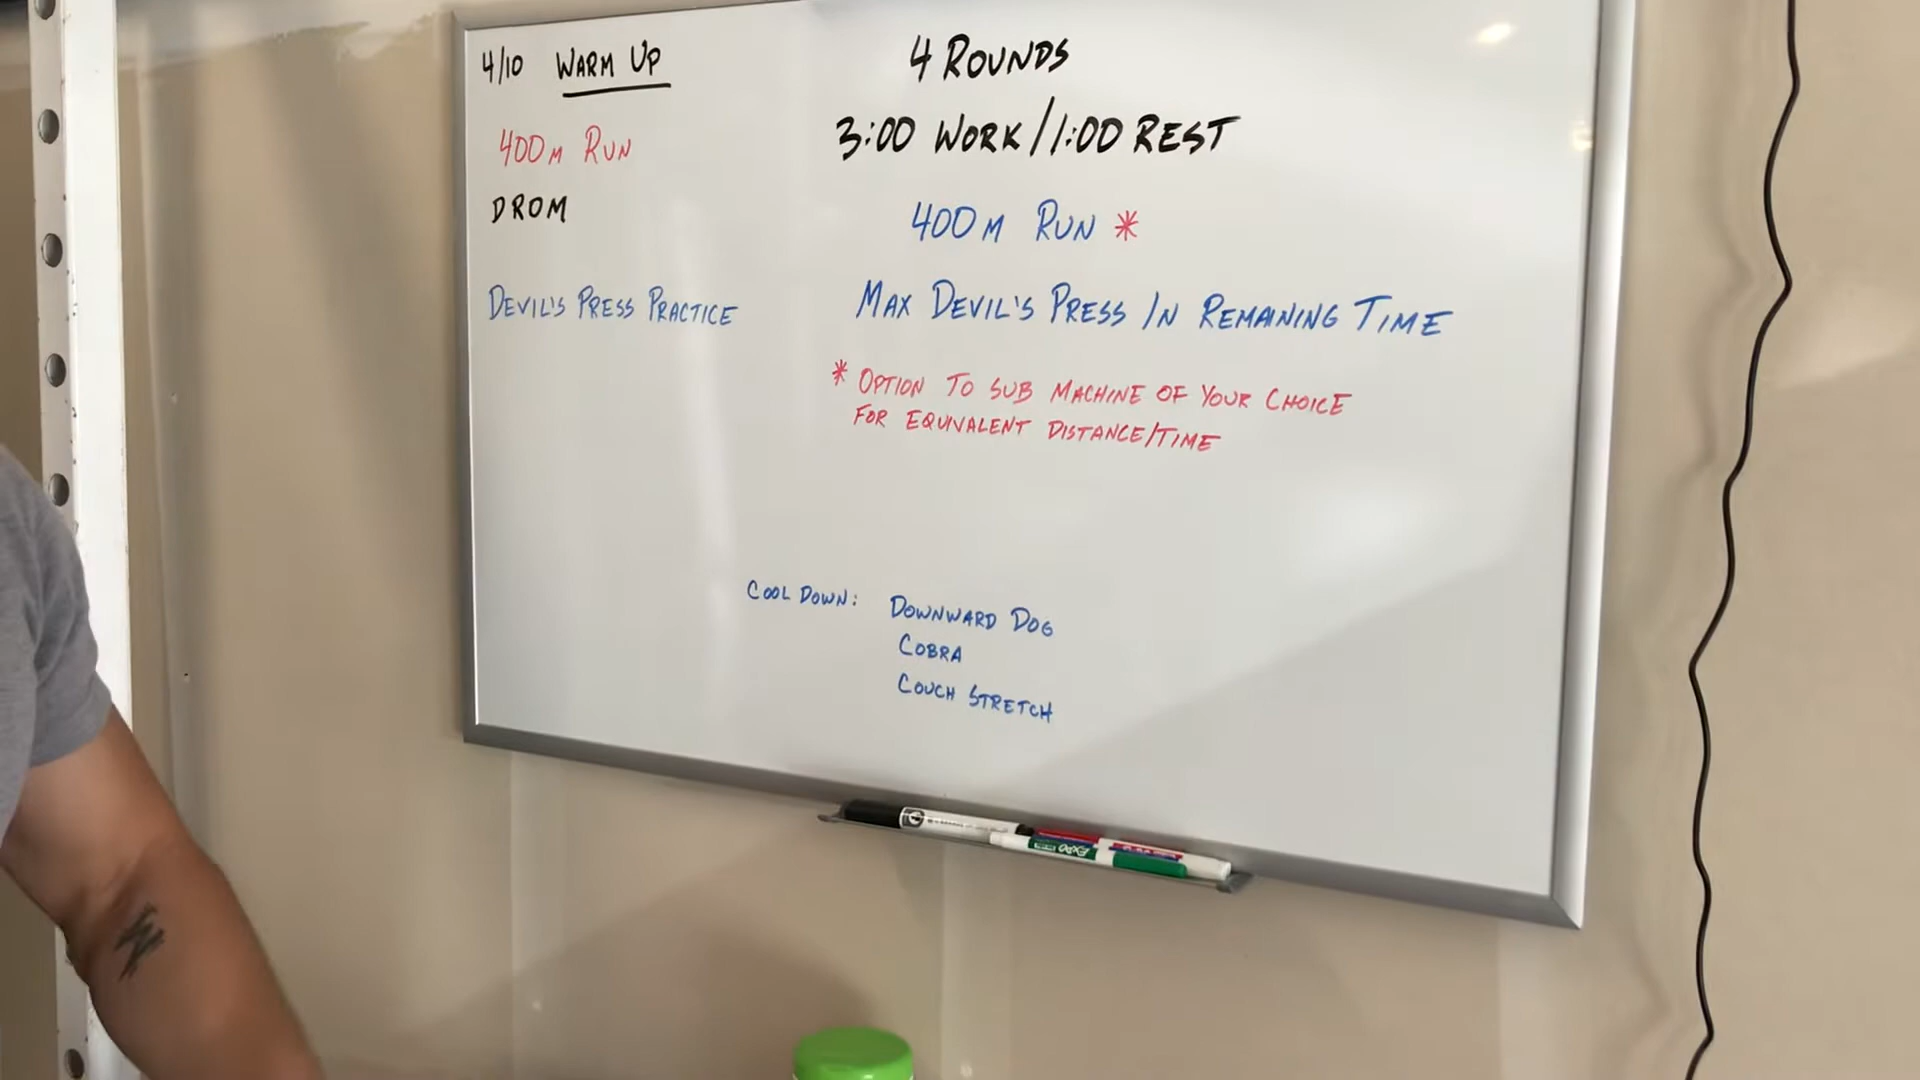 4/10 WARM UP
400M RUN
DROM
DEVIL'S PRESS PRACTICE
4 ROUNDS
3:00 WORK/1:00 REST
400M RUN *
MAX DEVIL'S PRESS IN REMAINING TIME
* OPTION TO SUB MACHINE OF YOUR CHOICE
FOR EQUIVALENT DISTANCE/TIME
COOL DOWN: DOWNWARD DOG
COBRA
COUCH STRETCH